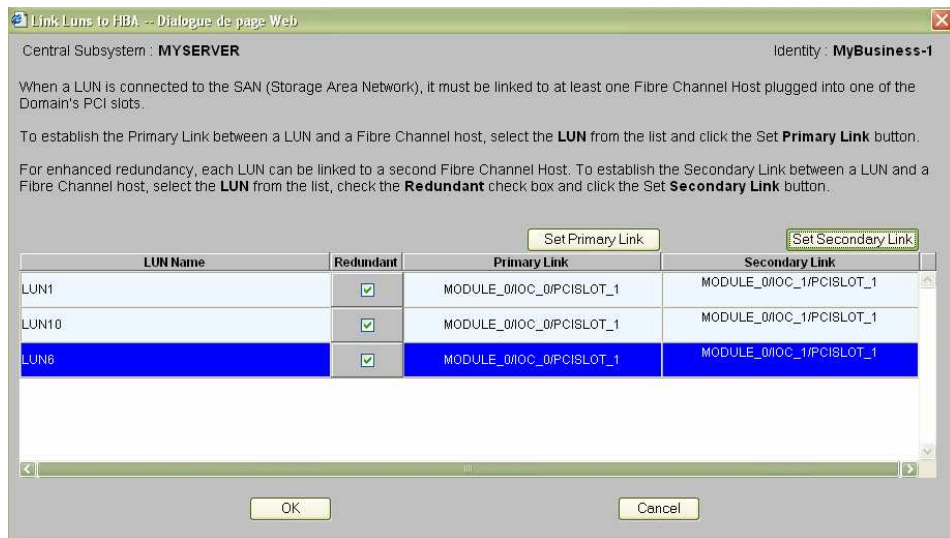 Link Luns to HBA -- Dialogue de page Web
Central Subsystem : MYSERVER Identity : MyBusiness-1
When a LUN is connected to the SAN (Storage Area Network), it must be linked to at least one Fibre Channel Host plugged into one of the
Domain's PCI slots.
To establish the Primary Link between a LUN and a Fibre Channel host, select the LUN from the list and click the Set Primary Link button.
For enhanced redundancy, each LUN can be linked to a second Fibre Channel Host. To establish the Secondary Link between a LUN and a
Fibre Channel host, select the LUN from the list, check the Redundant check box and click the Set Secondary Link button.
Set Primary Link Set Secondary Link
LUN Name Redundant Primary Link Secondary Link
LUN1 MODULE_0/IOC_0/PCISLOT_1 MODULE_0/IOC_1/PCISLOT_1
LUN10 MODULE_0/IOC_0/PCISLOT_1 MODULE_0/IOC_1/PCISLOT_1
LUN6 MODULE_0/IOC_0/PCISLOT_1 MODULE_0/IOC_1/PCISLOT_1
OK Cancel